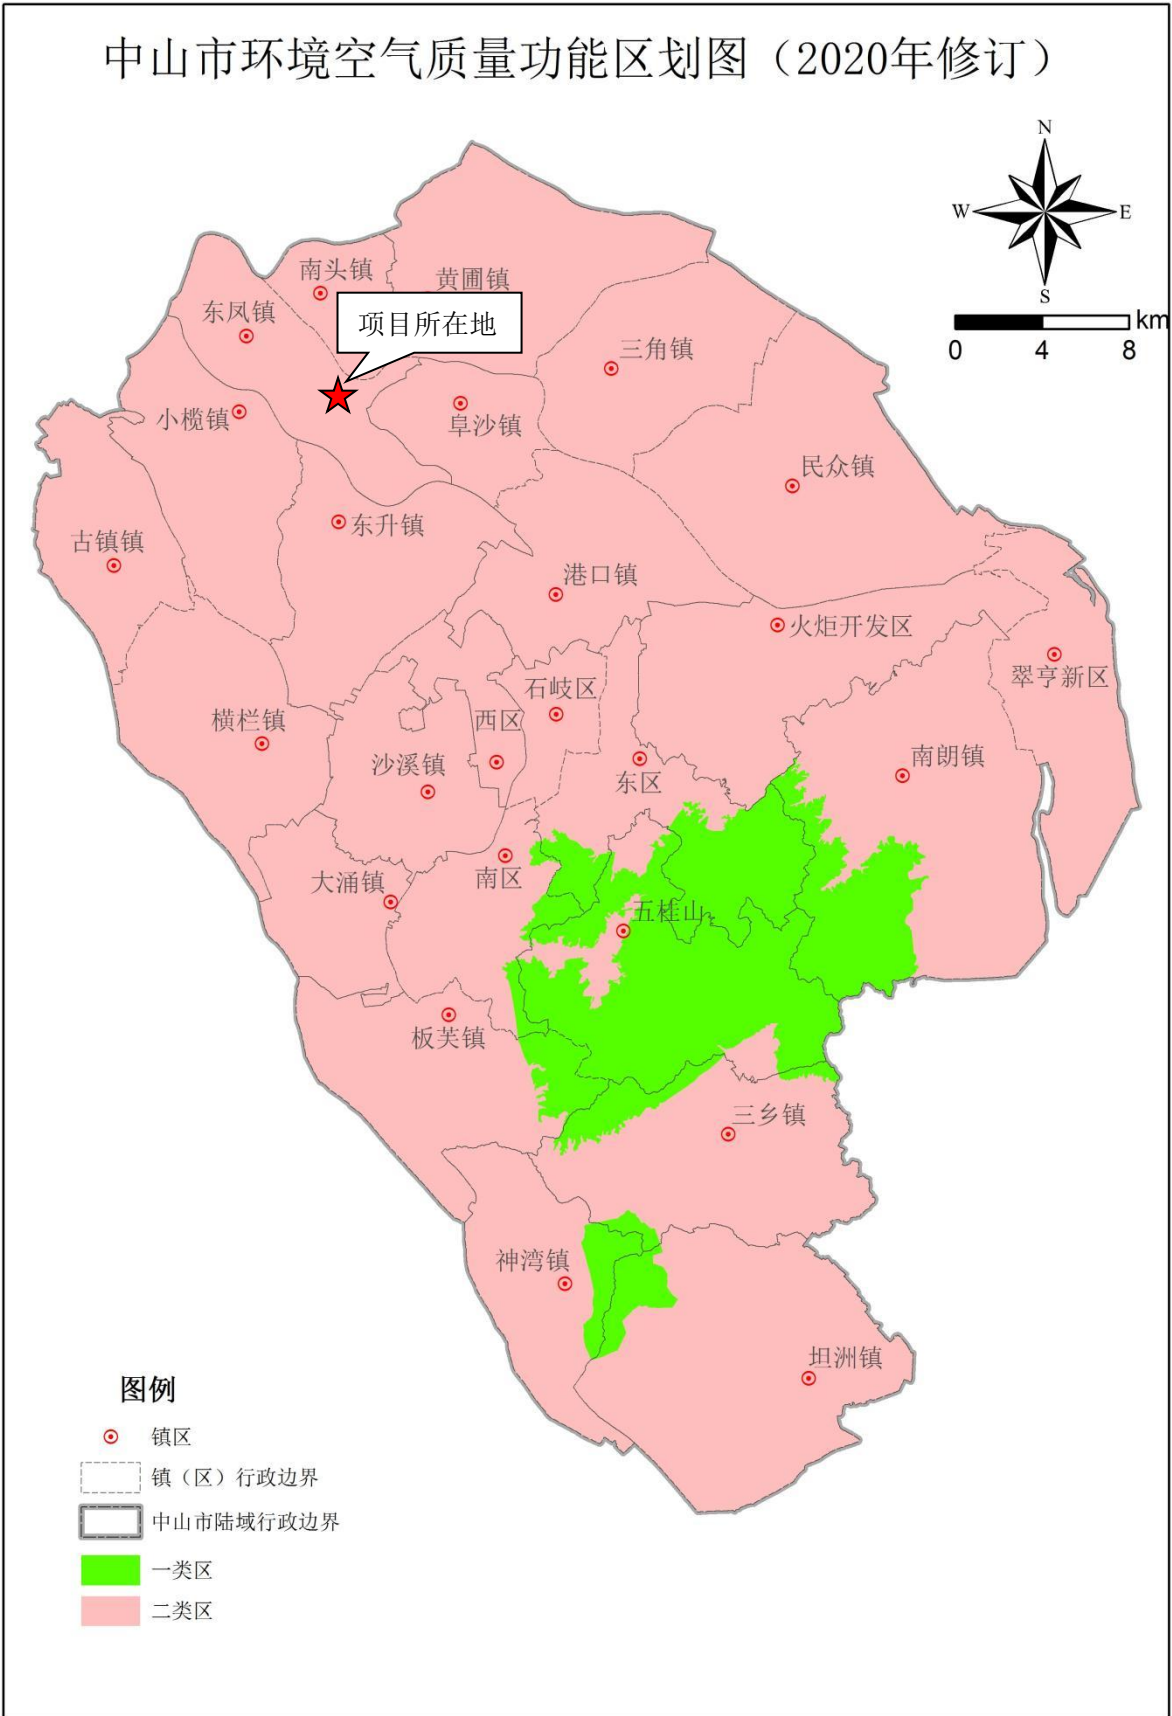 中山市环境空气质量功能区划图（2020年修订）
N
W
E
S
km
0
4
8
南头镇
黄圃镇
东凤镇
项目所在地
三角镇
小榄镇
阜沙镇
民众镇
东升镇
古镇镇
港口镇
火炬开发区
翠亨新区
石岐区
横栏镇
西区
沙溪镇
东区
南朗镇
南区
大涌镇
五桂山
板芙镇
三乡镇
神湾镇
坦洲镇
图例
镇区
镇（区）行政边界
中山市陆域行政边界
一类区
二类区